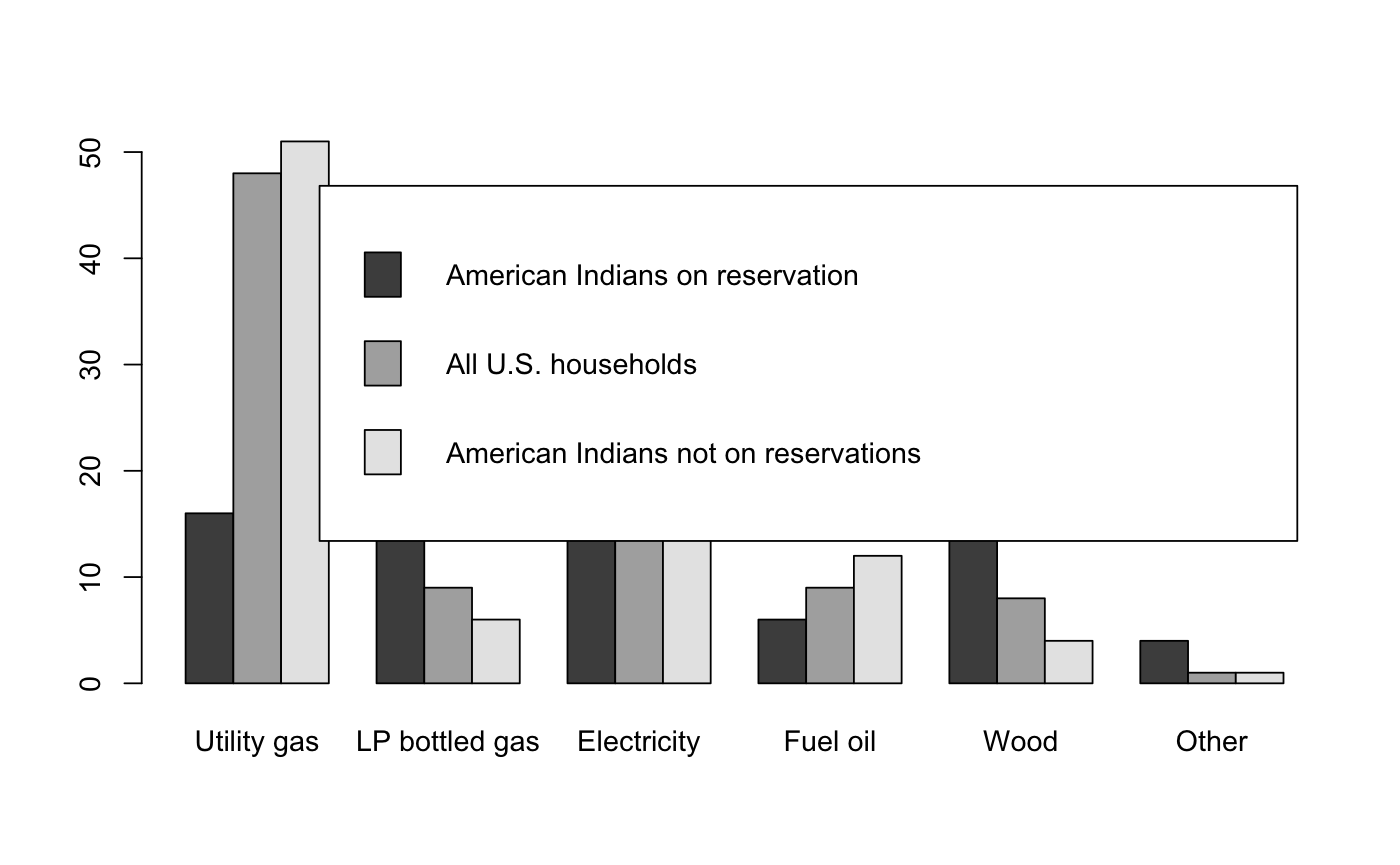 50
40
30
20
10
0
American Indians on reservation
All U.S. households
American Indians not on reservations
Utility gas LP bottled gas Electricity Fuel oil Wood Other